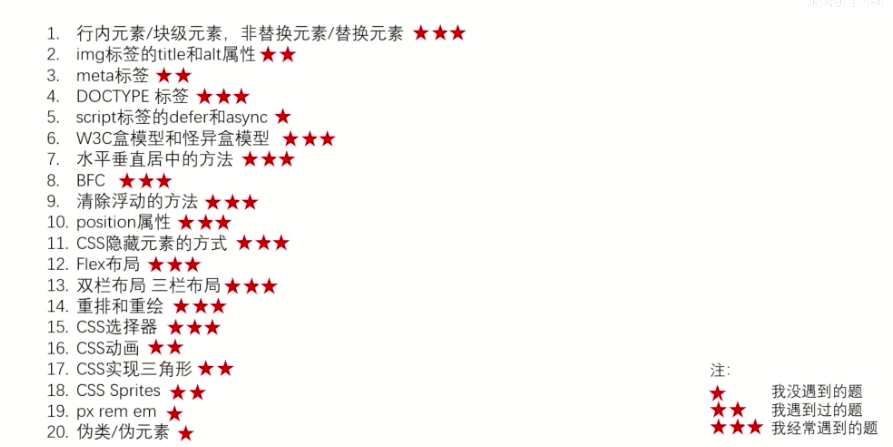 1. 行内元素/块级元素，非替换元素/替换元素 ★★★
2. img标签的title和alt属性★★
3. meta标签 ★★
4. DOCTYPE 标签 ★★★
5. script标签的defer和async ★
6. W3C盒模型和怪异盒模型 ★★★
7. 水平垂直居中的方法 ★★★
8. BFC ★★★
9. 清除浮动的方法 ★★★
10. position属性 ★★★
11. CSS隐藏元素的方式 ★★★
12. Flex布局 ★★★
13. 双栏布局 三栏布局★★★
14. 重排和重绘 ★★★
15. CSS选择器 ★★★
16. CSS动画 ★★
17. CSS实现三角形 ★★
18. CSS Sprites ★★
19. px rem em ★
20. 伪类/伪元素 ★
注：
★ 我没遇到的题
★★ 我遇到过的题
★★★ 我经常遇到的题